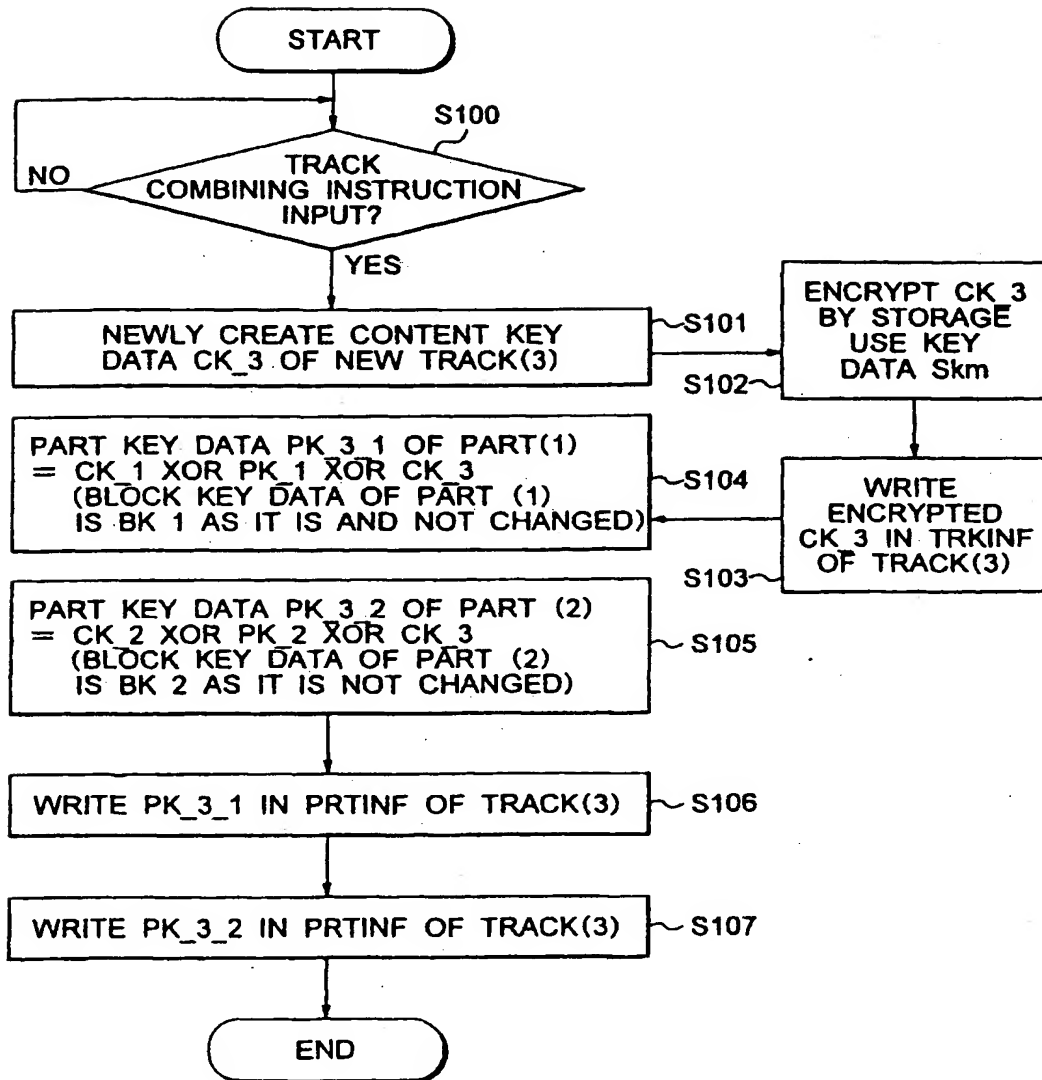 START
S100
NO
TRACK
COMBINING INSTRUCTION
INPUT?
YES
NEWLY CREATE CONTENT KEY
DATA CK_3 OF NEW TRACK(3)
S101
ENCRYPT CK_3
BY STORAGE
USE KEY
DATA Skm
S102
WRITE
ENCRYPTED
CK_3 IN TRKINF
OF TRACK(3)
S103
PART KEY DATA PK_3_1 OF PART(1)
= CK_1 XOR PK_1 XOR CK_3
(BLOCK KEY DATA OF PART (1)
IS BK 1 AS IT IS AND NOT CHANGED)
S104
PART KEY DATA PK_3_2 OF PART (2)
= CK_2 XOR PK_2 XOR CK_3
(BLOCK KEY DATA OF PART (2)
IS BK 2 AS IT IS NOT CHANGED)
S105
WRITE PK_3_1 IN PRTINF OF TRACK(3)
S106
WRITE PK_3_2 IN PRTINF OF TRACK(3)
S107
END